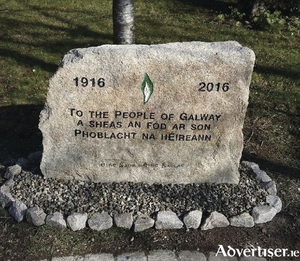 1916 2016
To the People of Galway
a sheas an fód ar son
Phoblacht na hÉireann
Advertiser.ie